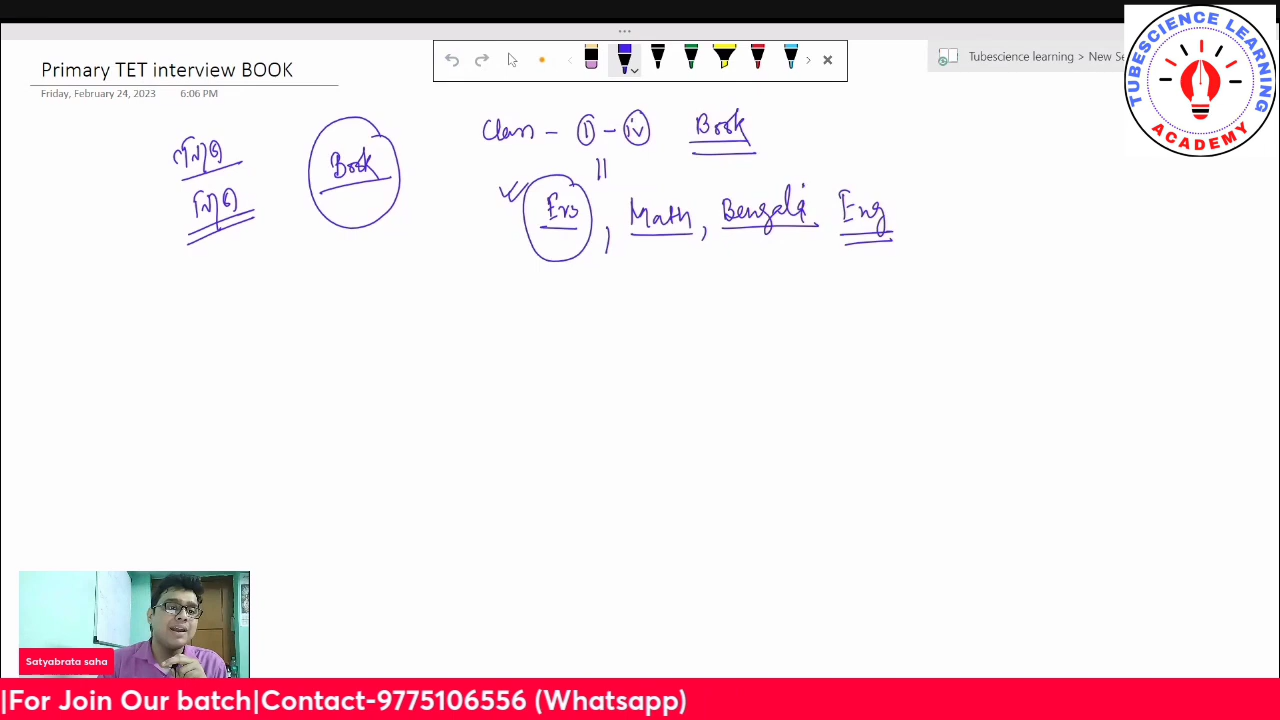 Primary TET interview BOOK
Friday, February 24, 2023 6:06 PM
Tubescience learning > New Se
TUBESCIENCE LEARNING
ACADEMY
Class - i - iv Book
Book
Evs, Math, Bengali Eng
Satyabrata saha
|For Join Our batch|Contact-9775106556 (Whatsapp)